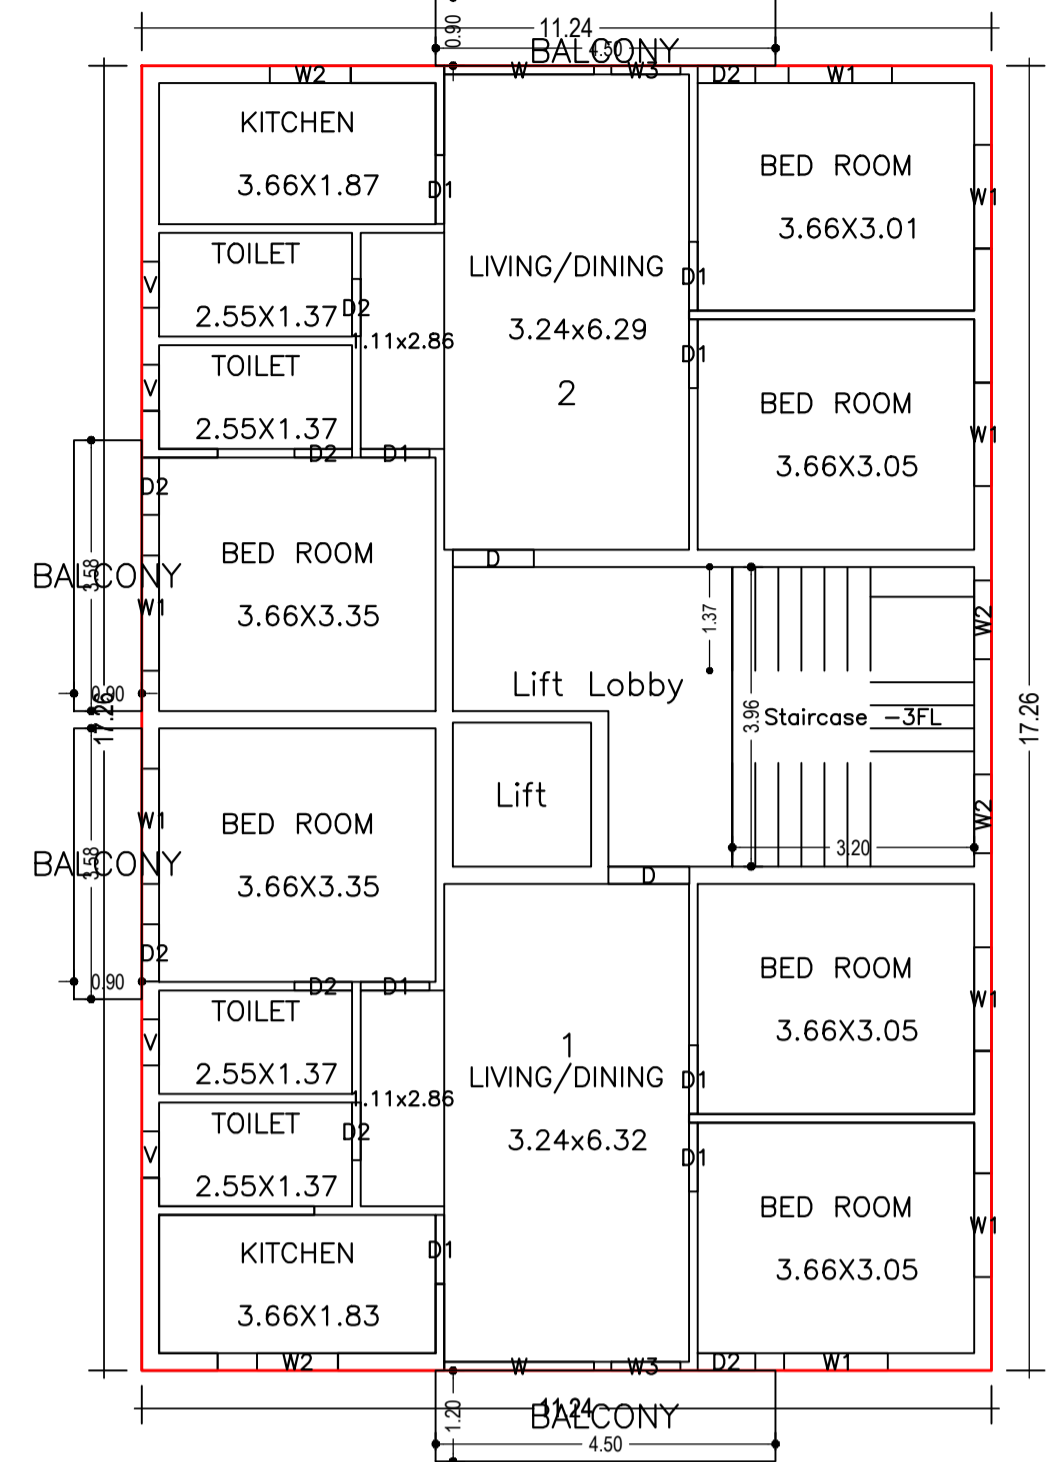 0.90
11.24
4.50
BALCONY
W2
W
W3
D2
W1
KITCHEN
3.66X1.87
D1
BED ROOM
3.66X3.01
W1
TOILET
2.55X1.37
V
D2
1.11x2.86
LIVING/DINING
3.24x6.29
2
D1
D1
TOILET
2.55X1.37
V
D2
D1
BED ROOM
3.66X3.05
W1
D2
BALCONY
3.58
W1
BED ROOM
3.66X3.35
D
1.37
W2
Lift Lobby
0.90
17.26
3.96
Staircase -3FL
17.26
Lift
W1
BALCONY
3.58
BED ROOM
3.66X3.35
W2
3.20
D
D2
0.90
D2
D1
BED ROOM
3.66X3.05
W1
TOILET
2.55X1.37
V
1.11x2.86
1
LIVING/DINING
3.24x6.32
D1
TOILET
2.55X1.37
V
D2
D1
BED ROOM
3.66X3.05
W1
KITCHEN
3.66X1.83
D1
W2
W
W3
D2
W1
11.24
1.20
BALCONY
4.50